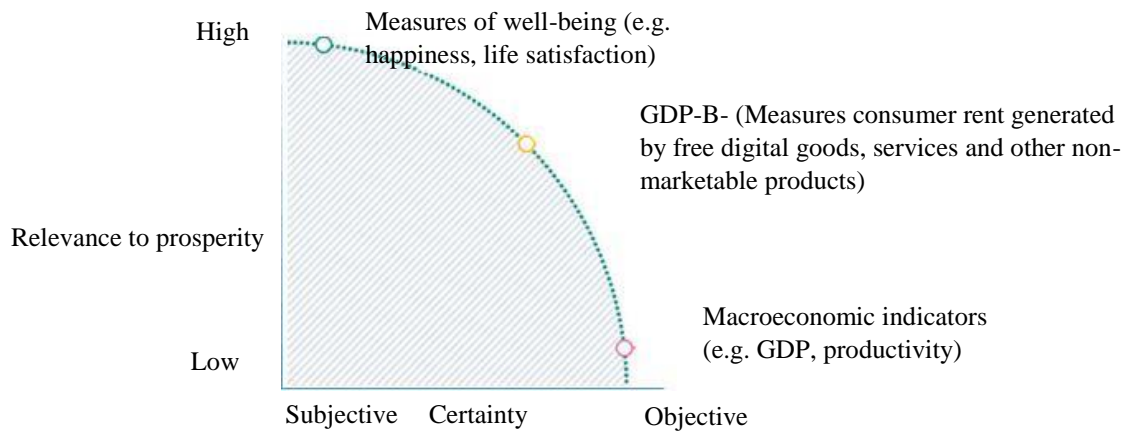 High
Measures of well-being (e.g.
happiness, life satisfaction)
GDP-B- (Measures consumer rent generated
by free digital goods, services and other non-
marketable products)
Relevance to prosperity
Macroeconomic indicators
(e.g. GDP, productivity)
Low
Subjective Certainty Objective